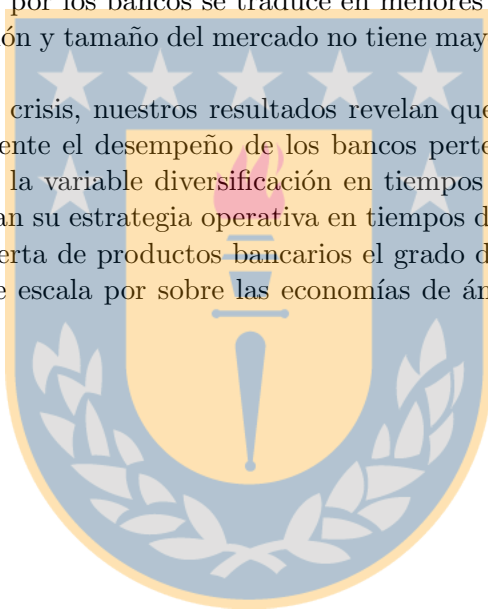 por los bancos se traduce en menores
ón y tamaño del mercado no tiene may
crisis, nuestros resultados revelan que
ente el desempeño de los bancos perte
la variable diversificación en tiempos
an su estrategia operativa en tiempos d
erta de productos bancarios el grado d
e escala por sobre las economías de án